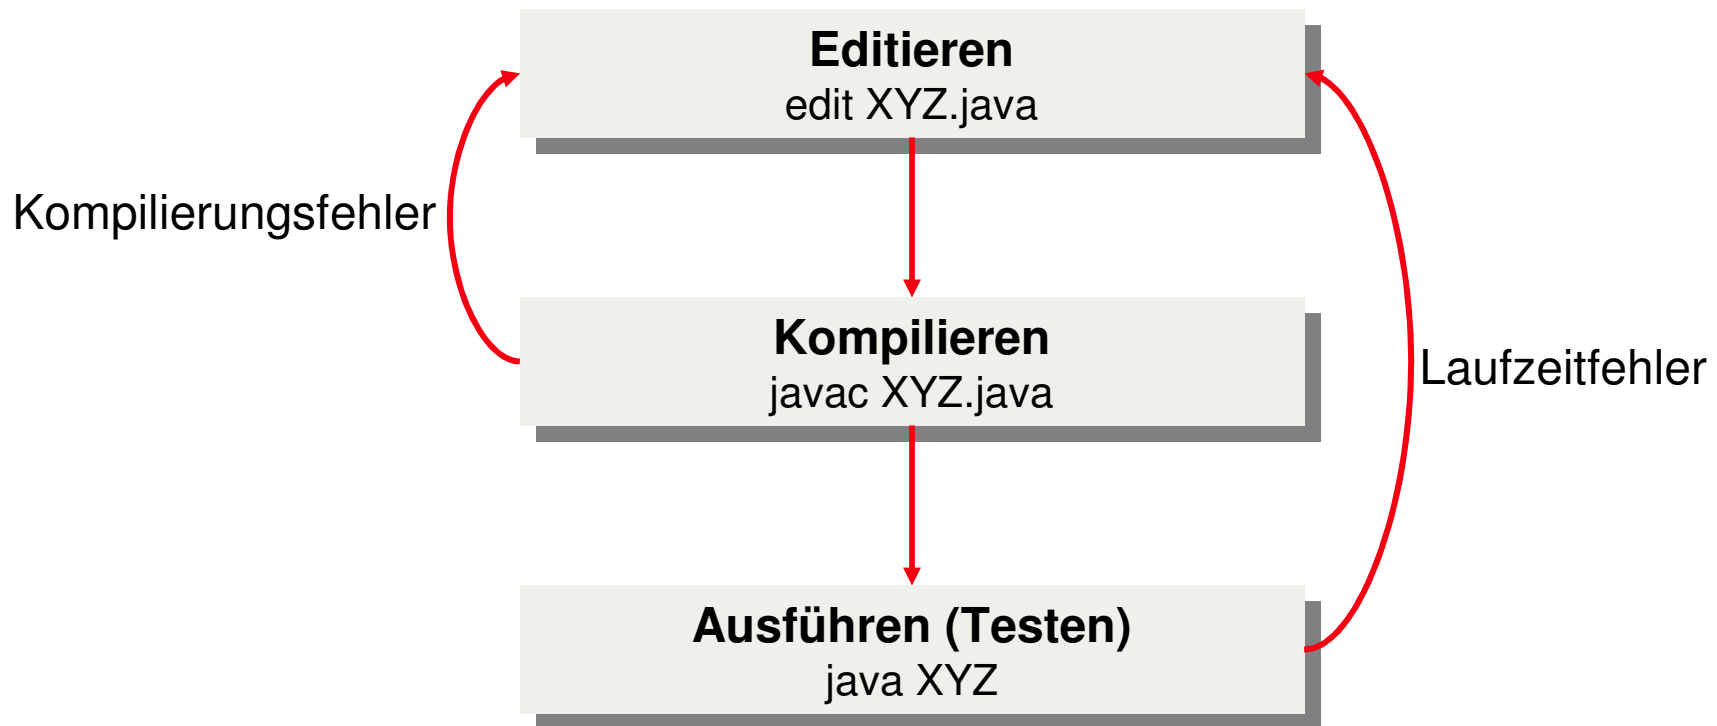 Editieren
edit XYZ.java
Kompilierungsfehler
Kompilieren
javac XYZ.java
Laufzeitfehler
Ausführen (Testen)
java XYZ